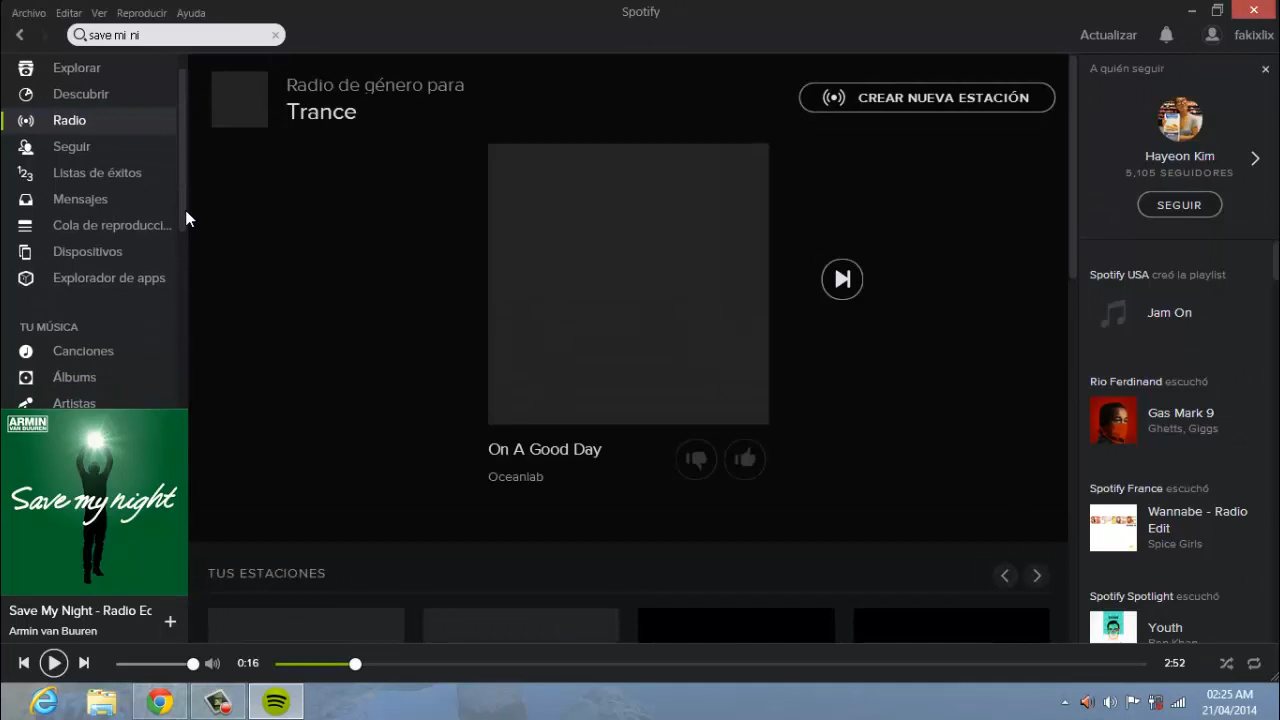 Archivo Editar Ver Reproducir Ayuda
Spotify
save mi ni
Actualizar
fakixlix
Explorar
Descubrir
Radio
Seguir
Listas de éxitos
Mensajes
Cola de reproducci...
Dispositivos
Explorador de apps
TU MÚSICA
Canciones
Álbums
Artistas
ARMIN
VAN BUUREN
Save my night
Save My Night - Radio Ec
Armin van Buuren
Radio de género para
Trance
CREAR NUEVA ESTACIÓN
On A Good Day
Oceanlab
TUS ESTACIONES
A quién seguir
Hayeon Kim
5,105 SEGUIDORES
SEGUIR
Spotify USA creó la playlist
Jam On
Rio Ferdinand escuchó
Gas Mark 9
Ghetts, Giggs
Spotify France escuchó
Wannabe - Radio
Edit
Spice Girls
Spotify Spotlight escuchó
Youth
0:16
2:52
02:25 AM
21/04/2014